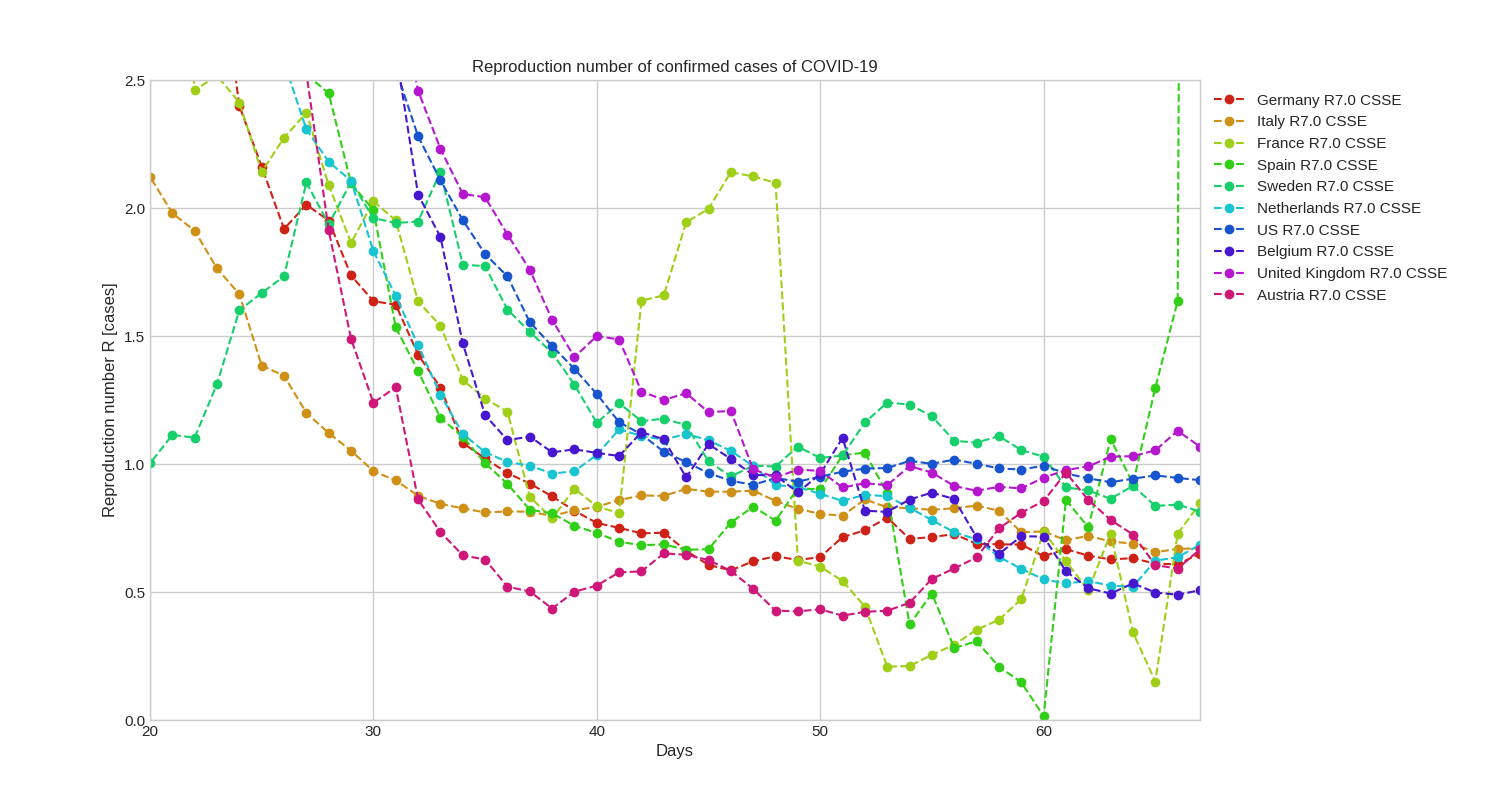 Reproduction number of confirmed cases of COVID-19
Reproduction number R [cases]
2.5
2.0
1.5
1.0
0.5
0.0
20
30
40
50
60
Days
Germany R7.0 CSSE
Italy R7.0 CSSE
France R7.0 CSSE
Spain R7.0 CSSE
Sweden R7.0 CSSE
Netherlands R7.0 CSSE
US R7.0 CSSE
Belgium R7.0 CSSE
United Kingdom R7.0 CSSE
Austria R7.0 CSSE